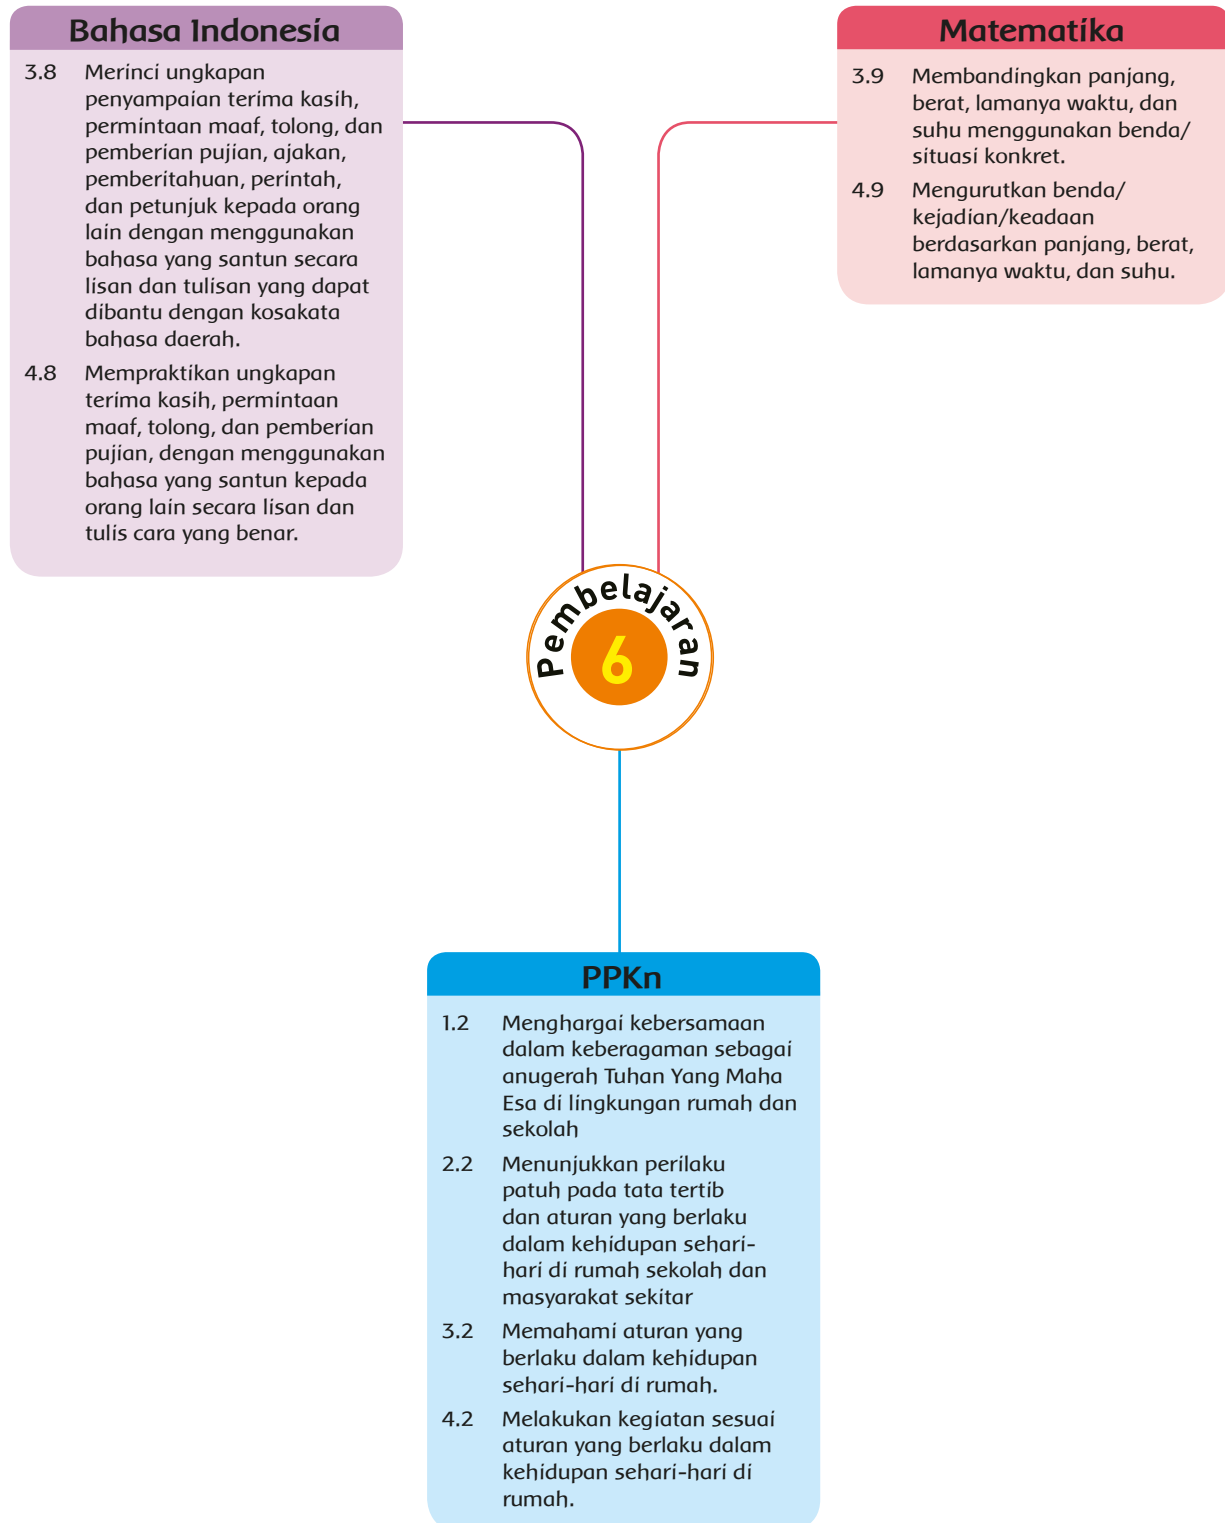 Bahasa Indonesia
3.8 Merinci ungkapan
penyampaian terima kasih,
permintaan maaf, tolong, dan
pemberian pujian, ajakan,
pemberitahuan, perintah,
dan petunjuk kepada orang
lain dengan menggunakan
bahasa yang santun secara
lisan dan tulisan yang dapat
dibantu dengan kosakata
bahasa daerah.
4.8 Mempraktikan ungkapan
terima kasih, permintaan
maaf, tolong, dan pemberian
pujian, dengan menggunakan
bahasa yang santun kepada
orang lain secara lisan dan
tulis cara yang benar.
Matematika
3.9 Membandingkan panjang,
berat, lamanya waktu, dan
suhu menggunakan benda/
situasi konkret.
4.9 Mengurutkan benda/
kejadian/keadaan
berdasarkan panjang, berat,
lamanya waktu, dan suhu.
Pembelajaran
6
PPKn
1.2 Menghargai kebersamaan
dalam keberagaman sebagai
anugerah Tuhan Yang Maha
Esa di lingkungan rumah dan
sekolah
2.2 Menunjukkan perilaku
patuh pada tata tertib
dan aturan yang berlaku
dalam kehidupan sehari-
hari di rumah sekolah dan
masyarakat sekitar
3.2 Memahami aturan yang
berlaku dalam kehidupan
sehari-hari di rumah.
4.2 Melakukan kegiatan sesuai
aturan yang berlaku dalam
kehidupan sehari-hari di
rumah.